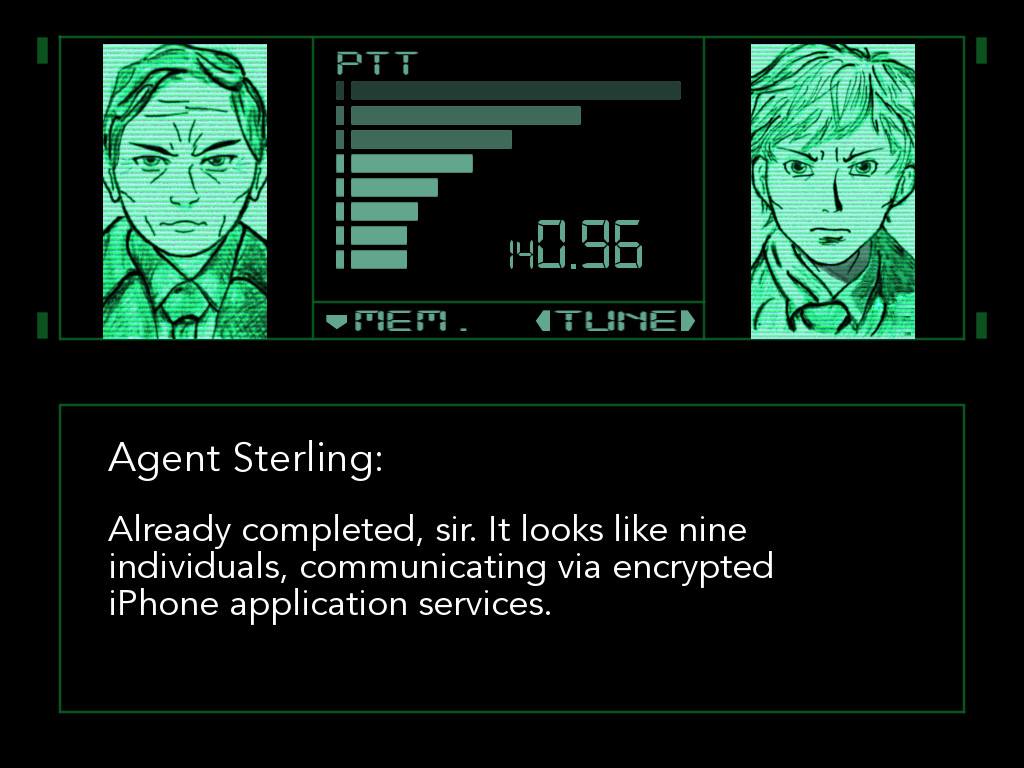 PTT
140.96
MEM.
TUNE
Agent Sterling:
Already completed, sir. It looks like nine
individuals, communicating via encrypted
iPhone application services.